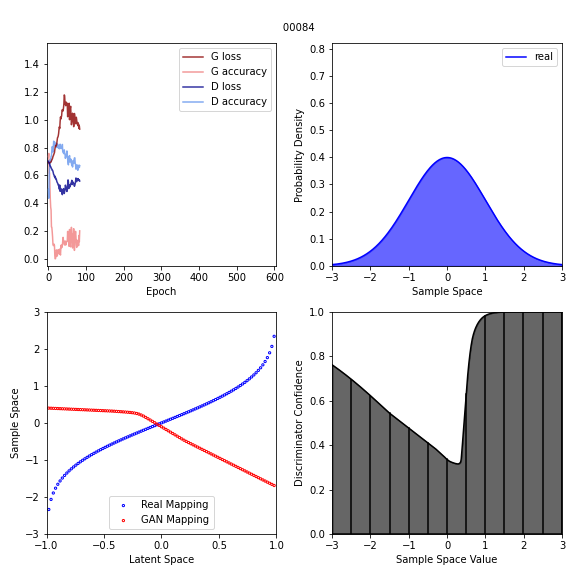 00084
1.4
1.2
1.0
0.8
0.6
0.4
0.2
0.0
0 100 200 300 400 500 600
Epoch
G loss
G accuracy
D loss
D accuracy
Probability Density
0.8
0.7
0.6
0.5
0.4
0.3
0.2
0.1
0.0
−3 −2 −1 0 1 2 3
Sample Space
real
Sample Space
3
2
1
0
−1
−2
−3
−1.0 −0.5 0.0 0.5 1.0
Latent Space
Real Mapping
GAN Mapping
Discriminator Confidence
1.0
0.8
0.6
0.4
0.2
0.0
−3 −2 −1 0 1 2 3
Sample Space Value